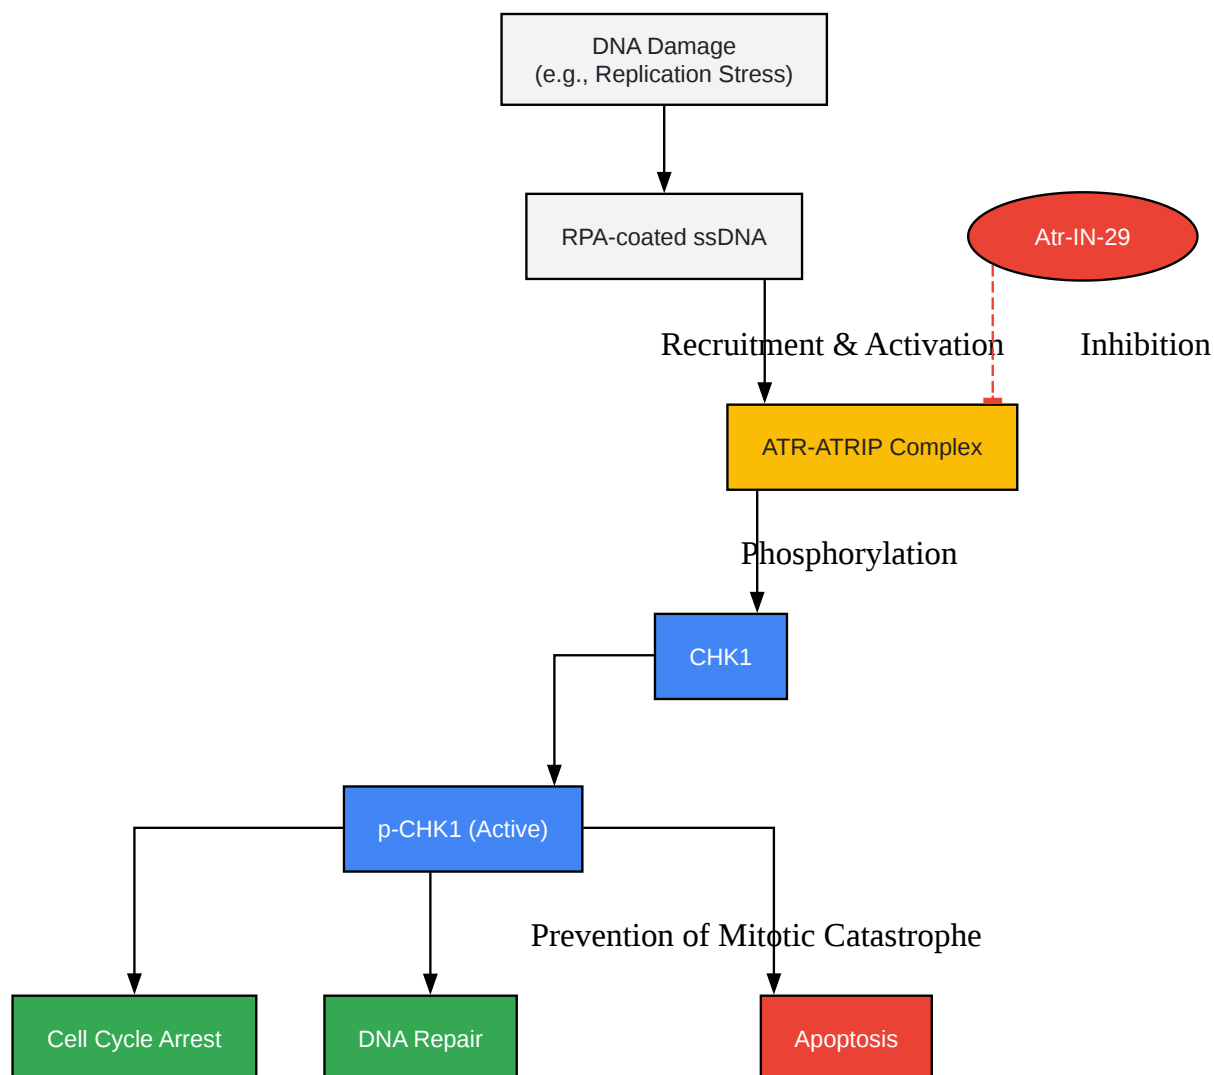 DNA Damage
(e.g., Replication Stress)
RPA-coated ssDNA
Atr-IN-29
Recruitment & Activation
Inhibition
ATR-ATRIP Complex
Phosphorylation
CHK1
p-CHK1 (Active)
Prevention of Mitotic Catastrophe
Cell Cycle Arrest
DNA Repair
Apoptosis